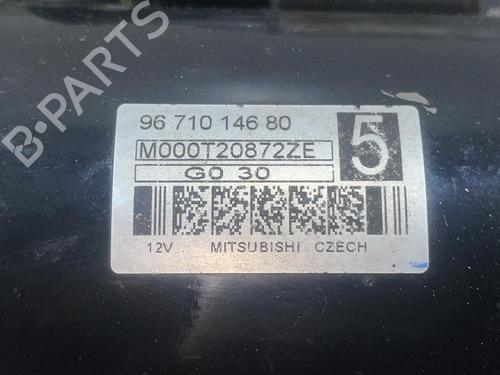 96 710 146 80
5
M000T20872ZE
G0 30
12V MITSUBISHI CZECH
B-PARTS